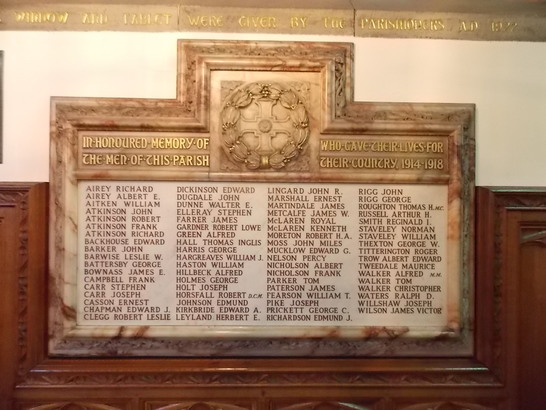 WINDOW AND TABLET WERE GIVEN BY THE PARISHIONERS A.D.
IN·HONOURED·MEMORY·OF
THE·MEN·OF·THIS·PARISH
WHO·GAVE·THEIR·LIVES·FOR
THEIR·COUNTRY, 1914-1918
AIREY RICHARD
AIREY ALBERT E.
AITKEN WILLIAM
ATKINSON JOHN
ATKINSON ROBERT
ATKINSON FRANK
ATKINSON RICHARD
BACKHOUSE EDWARD
BARKER JOHN
BARWISE LESLIE W.
BATTERSBY GEORGE
BOWNASS JAMES E.
CAMPBELL FRANK
CARR STEPHEN
CARR JOSEPH
CASSON ERNEST
CHAPMAN EDWARD J.
CLEGG ROBERT LESLIE
DICKINSON EDWARD
DUGDALE JOHN
DUNNE WALTER E.
ELLERAY STEPHEN
FARRER JAMES
GARDNER ROBERT LOWE
GREEN ALFRED
HALL THOMAS INGLIS
HARRIS GEORGE
HARGREAVES WILLIAM J.
HASTON WILLIAM
HILLBECK ALFRED
HOLMES GEORGE
HOLT JOSEPH
HORSFALL ROBERT D.C.M.
JOHNSON EDMUND
KIRKBRIDE EDWARD A.
LEYLAND HERBERT E.
LINGARD JOHN R.
MARSHALL ERNEST
MARTINDALE JAMES
METCALFE JAMES W.
McLAREN ROYAL
McLAREN KENNETH
MORETON ROBERT H.A.
MOSS JOHN MILES
MUCKLOW EDWARD G.
NELSON PERCY
NICHOLSON ALBERT
NICHOLSON FRANK
PARKER TOM
PATERSON JAMES
PEARSON WILLIAM T.
PIKE JOSEPH
PRICKETT GEORGE C.
RICHARDSON EDMUND J.
RIGG JOHN
RIGG GEORGE
ROUGHTON THOMAS H. M.C.
RUSSELL ARTHUR H.
SMITH REGINALD I.
STAVELEY NORMAN
STAVELEY WILLIAM
THEXTON GEORGE W.
TITTERINGTON ROGER
TROW ALBERT EDWARD
TWEDALE MAURICE
WALKER ALFRED M.M.
WALKER TOM
WALKER CHRISTOPHER
WATERS RALPH D.
WILLSHAW JOSEPH
WILSON JAMES VICTOR